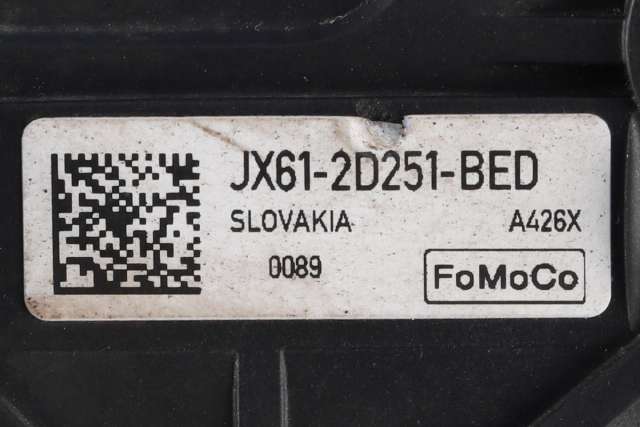 JX61-2D251-BED
SLOVAKIA A426X
0089 FoMoCo